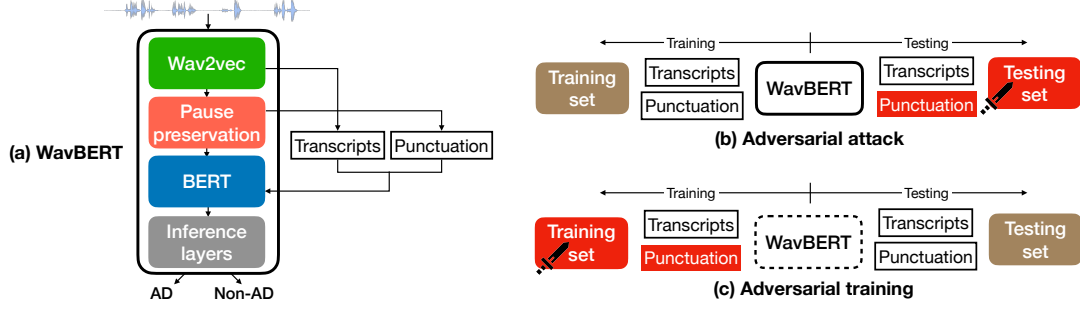 (a) WavBERT
Wav2vec
Pause
preservation
BERT
Inference
layers
Transcripts
Punctuation
AD
Non-AD
Training
Testing
Training
set
Transcripts
Punctuation
WavBERT
Transcripts
Punctuation
Testing
set
(b) Adversarial attack
Training
Testing
Training
set
Transcripts
Punctuation
WavBERT
Transcripts
Punctuation
Testing
set
(c) Adversarial training